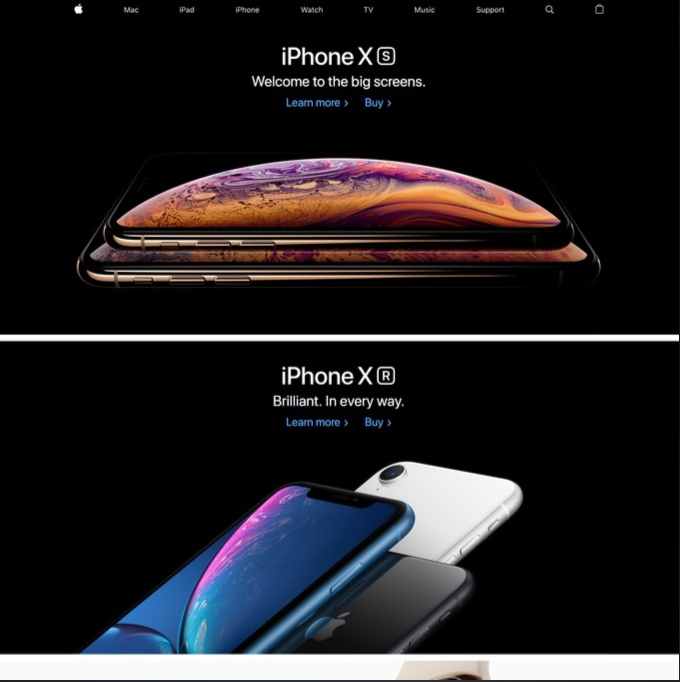 Mac iPad iPhone Watch TV Music Support
iPhone XS
Welcome to the big screens.
Learn more › Buy ›
iPhone XR
Brilliant. In every way.
Learn more › Buy ›